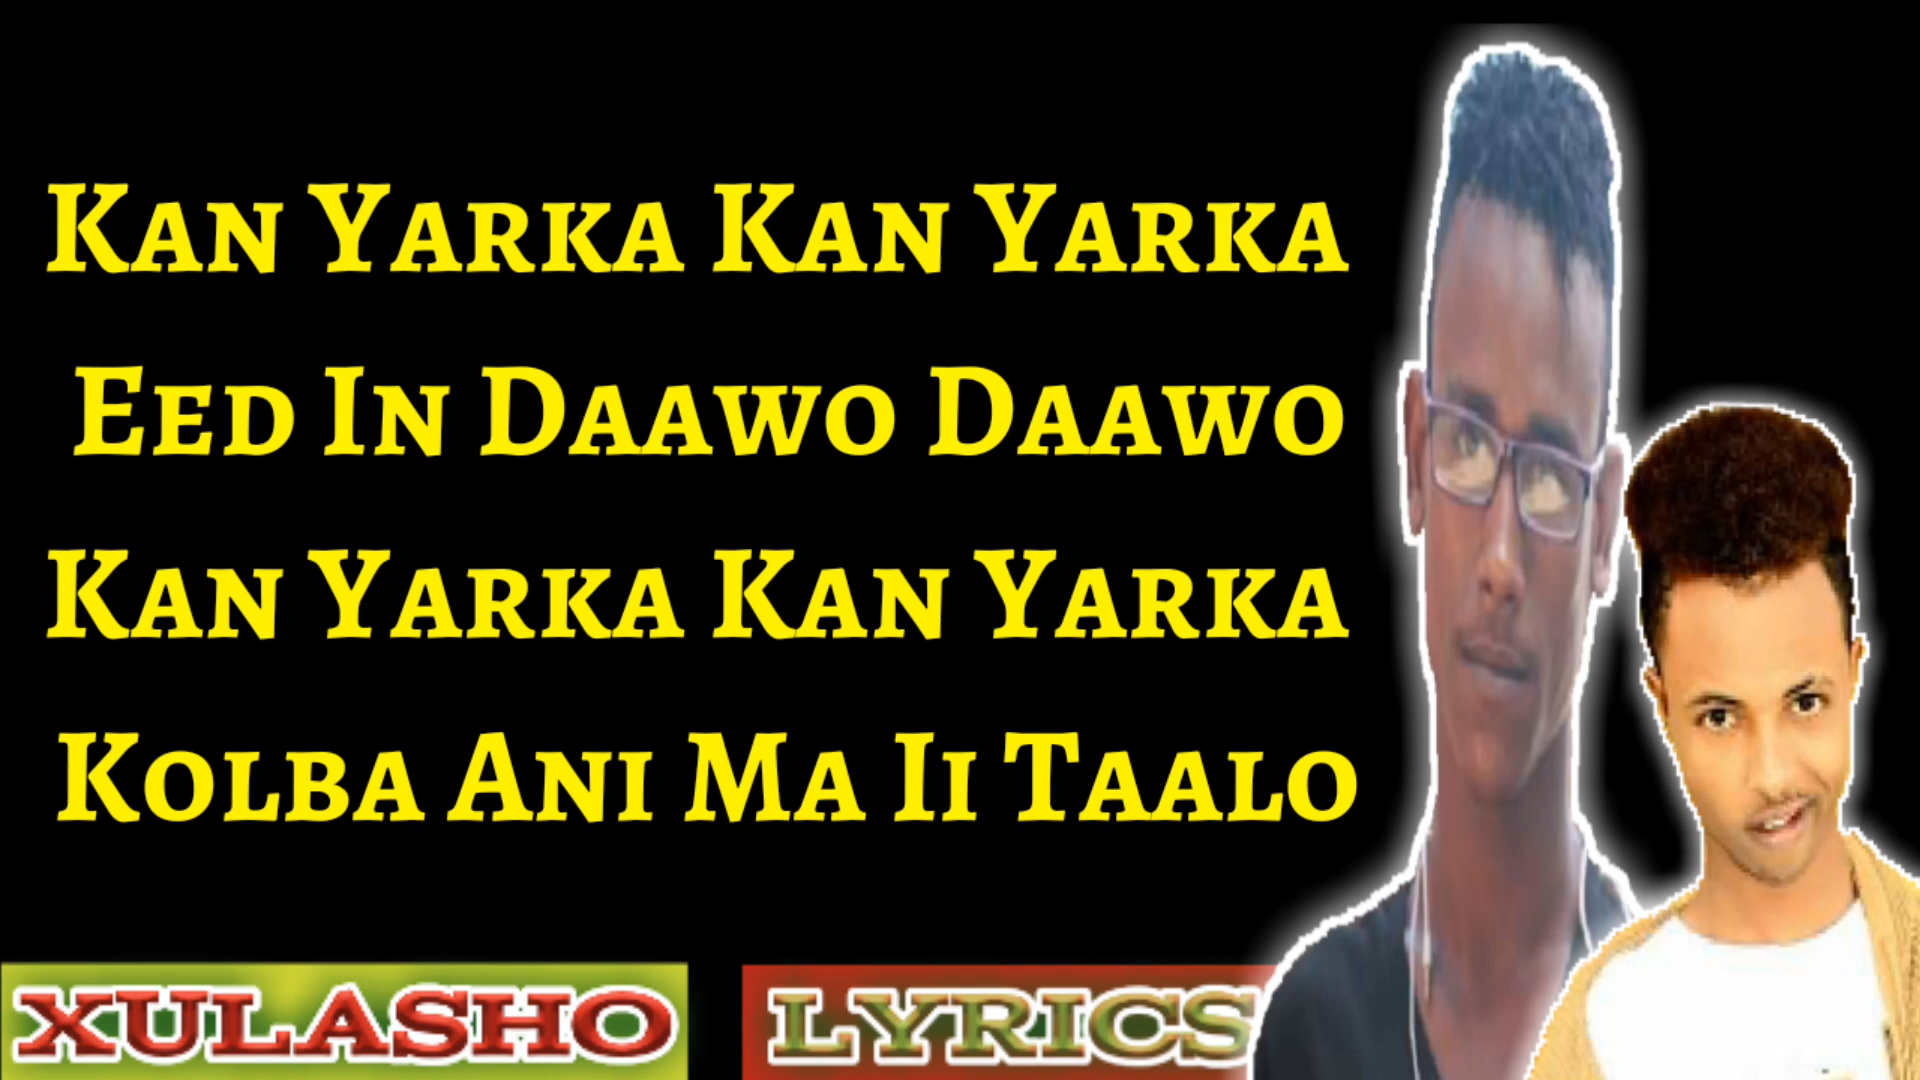 Kan Yarka Kan Yarka
Eed In Daawo Daawo
Kan Yarka Kan Yarka
Kolba Ani Ma Ii Taalo
XULASHO LYRICS